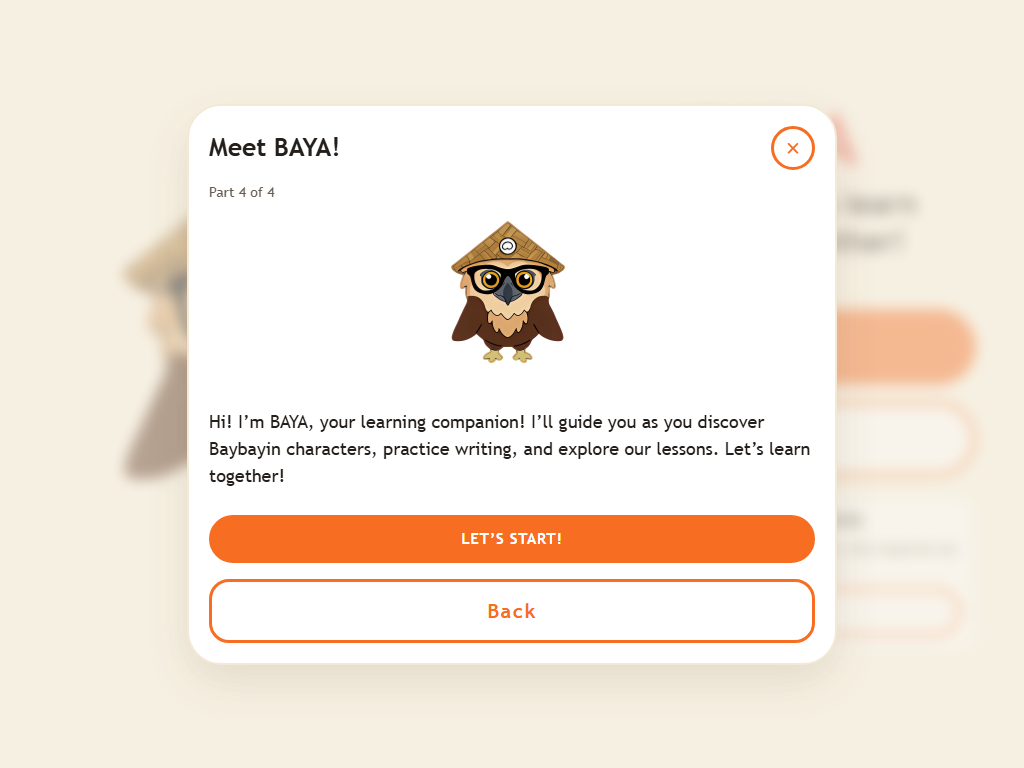 Meet BAYA!
Part 4 of 4
Hi! I’m BAYA, your learning companion! I’ll guide you as you discover
Baybayin characters, practice writing, and explore our lessons. Let’s learn
together!
LET’S START!
Back